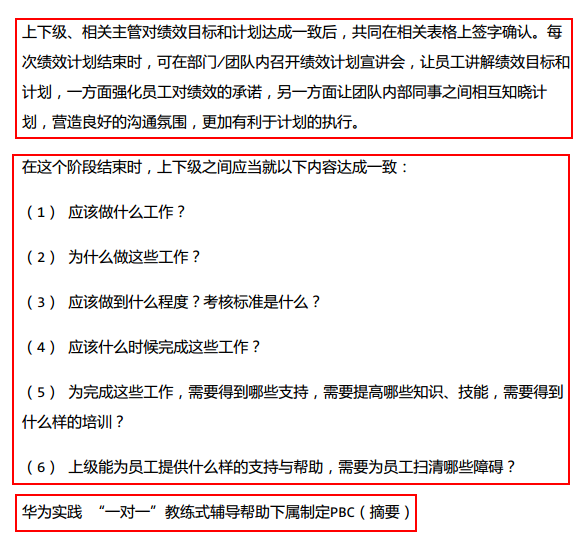 上下级、相关主管对绩效目标和计划达成一致后，共同在相关表格上签字确认。每
次绩效计划结束时，可在部门/团队内召开绩效计划宣讲会，让员工讲解绩效目标和
计划，一方面强化员工对绩效的承诺，另一方面让团队内部同事之间相互知晓计
划，营造良好的沟通氛围，更加有利于计划的执行。
在这个阶段结束时，上下级之间应当就以下内容达成一致：
（1） 应该做什么工作？
（2） 为什么做这些工作？
（3） 应该做到什么程度？考核标准是什么？
（4） 应该什么时候完成这些工作？
（5） 为完成这些工作，需要得到哪些支持，需要提高哪些知识、技能，需要得到
什么样的培训？
（6） 上级能为员工提供什么样的支持与帮助，需要为员工扫清哪些障碍？
华为实践 “一对一”教练式辅导帮助下属制定PBC（摘要）